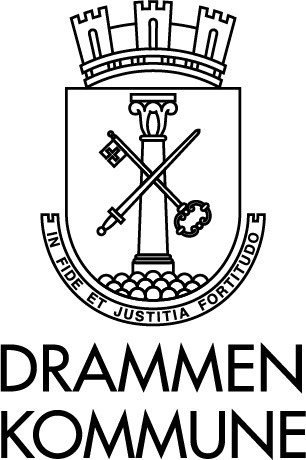 IN FIDE ET JUSTITIA FORTITUDO
DRAMMEN
KOMMUNE